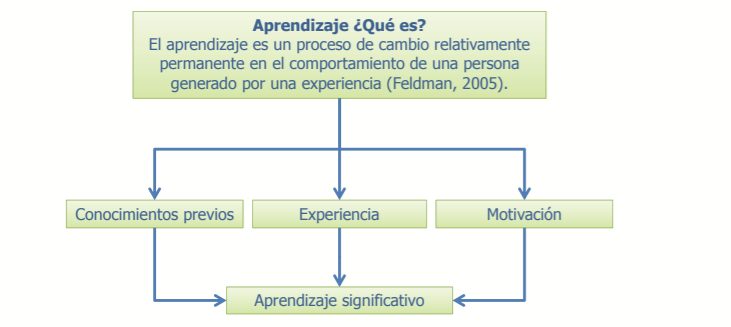 Aprendizaje ¿Qué es?
El aprendizaje es un proceso de cambio relativamente
permanente en el comportamiento de una persona
generado por una experiencia (Feldman, 2005).
Conocimientos previos
Experiencia
Motivación
Aprendizaje significativo